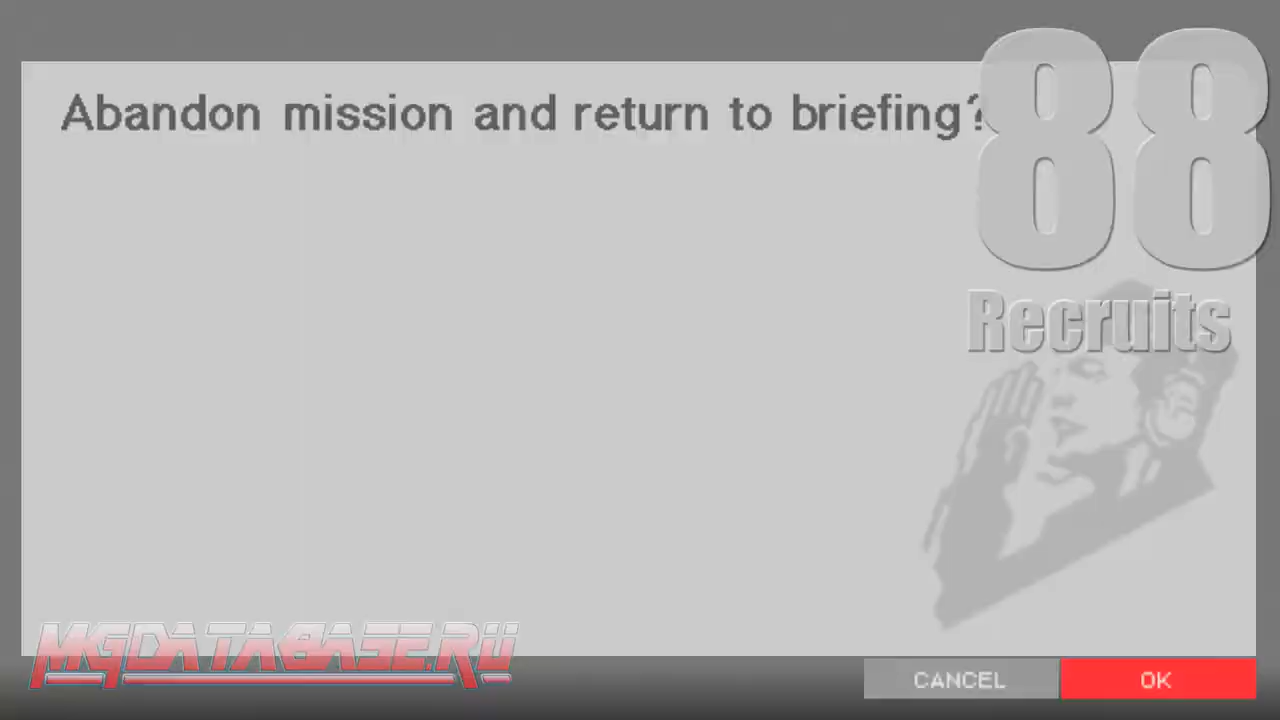 Abandon mission and return to briefing?
88
Recruits
MGDATABASE.RU
CANCEL
OK